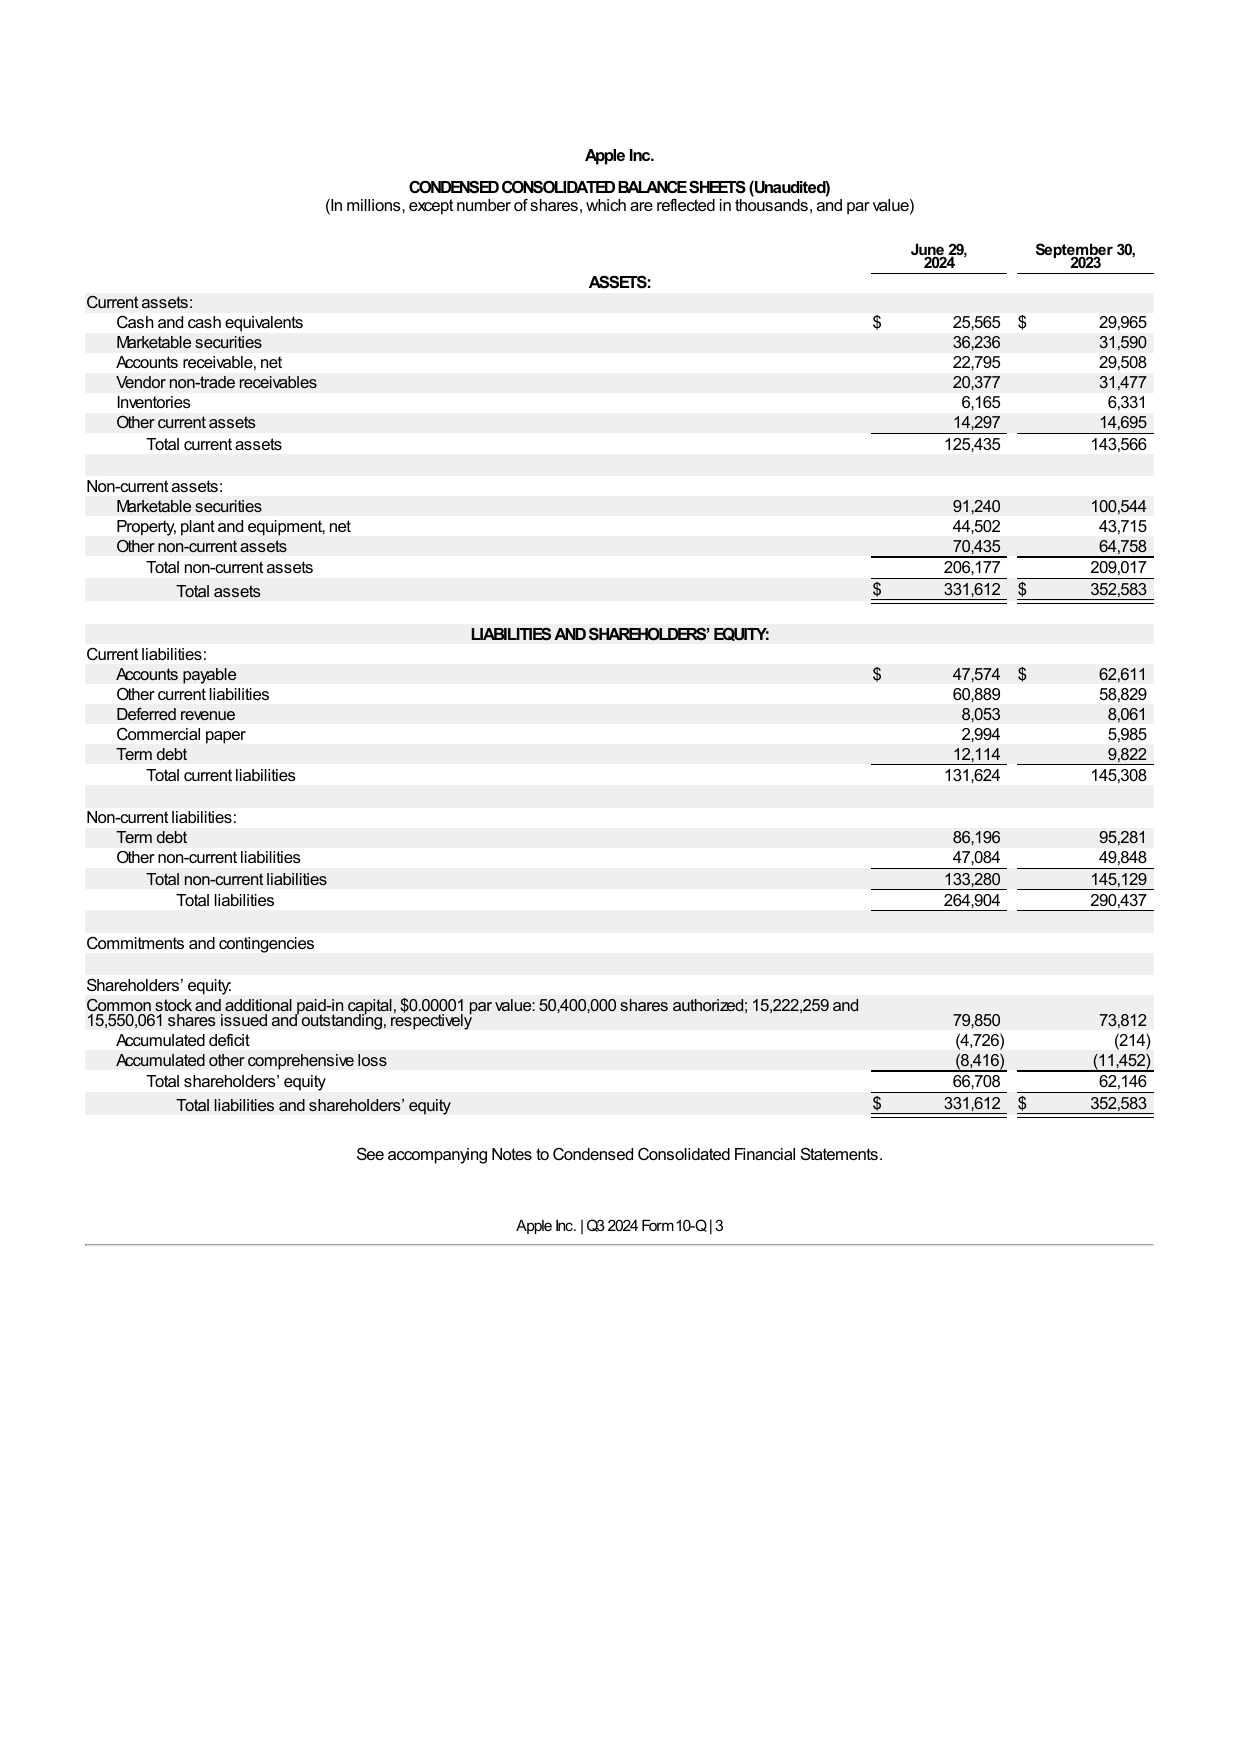 Apple Inc.
CONDENSED CONSOLIDATED BALANCE SHEETS (Unaudited)
(In millions, except number of shares, which are reflected in thousands, and par value)
June 29, 2024 September 30, 2023
ASSETS:
Current assets:
Cash and cash equivalents $ 25,565 $ 29,965
Marketable securities 36,236 31,590
Accounts receivable, net 22,795 29,508
Vendor non-trade receivables 20,377 31,477
Inventories 6,165 6,331
Other current assets 14,297 14,695
Total current assets 125,435 143,566
Non-current assets:
Marketable securities 91,240 100,544
Property, plant and equipment, net 44,502 43,715
Other non-current assets 70,435 64,758
Total non-current assets 206,177 209,017
Total assets $ 331,612 $ 352,583
LIABILITIES AND SHAREHOLDERS’ EQUITY:
Current liabilities:
Accounts payable $ 47,574 $ 62,611
Other current liabilities 60,889 58,829
Deferred revenue 8,053 8,061
Commercial paper 2,994 5,985
Term debt 12,114 9,822
Total current liabilities 131,624 145,308
Non-current liabilities:
Term debt 86,196 95,281
Other non-current liabilities 47,084 49,848
Total non-current liabilities 133,280 145,129
Total liabilities 264,904 290,437
Commitments and contingencies
Shareholders’ equity:
Common stock and additional paid-in capital, $0.00001 par value: 50,400,000 shares authorized; 15,222,259 and
15,550,061 shares issued and outstanding, respectively 79,850 73,812
Accumulated deficit (4,726) (214)
Accumulated other comprehensive loss (8,416) (11,452)
Total shareholders’ equity 66,708 62,146
Total liabilities and shareholders’ equity $ 331,612 $ 352,583
See accompanying Notes to Condensed Consolidated Financial Statements.
Apple Inc. | Q3 2024 Form 10-Q | 3